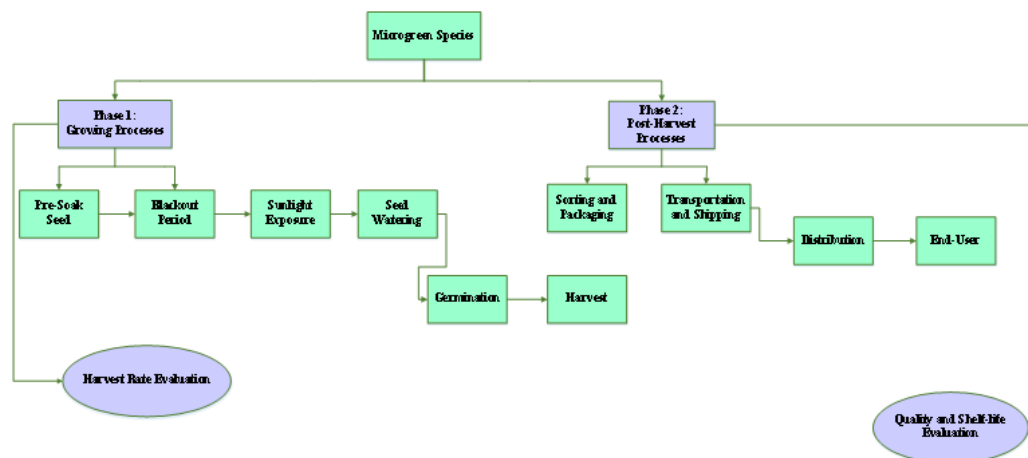 Microgreen Species
Phase 1:
Growing Processes
Phase 2:
Post-Harvest
Processes
Pre-Soak
Seed
Blackout
Period
Sunlight
Exposure
Seed
Watering
Sorting and
Packaging
Transportation
and Shipping
Distribution
End-User
Germination
Harvest
Harvest Rate Evaluation
Quality and Shelf-life
Evaluation